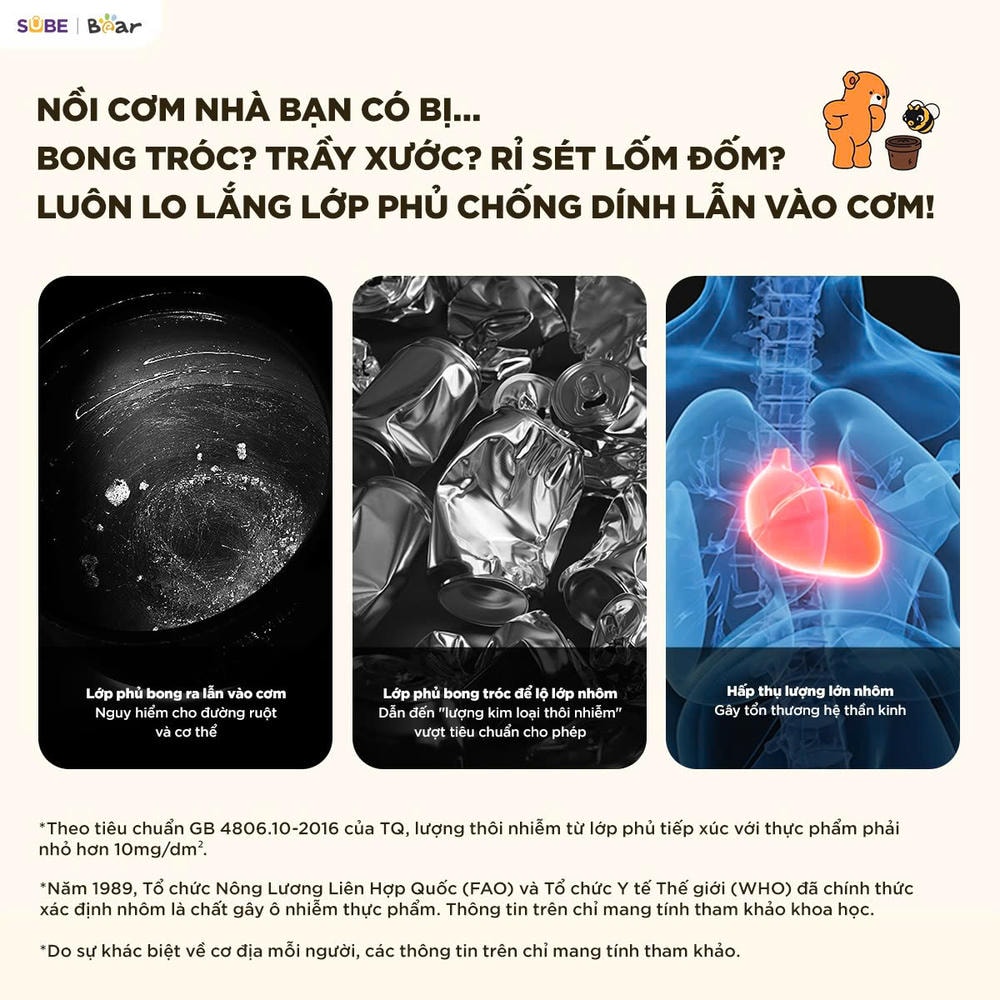 SUBE | Bear
NỒI CƠM NHÀ BẠN CÓ BỊ...
BONG TRÓC? TRẦY XƯỚC? RỈ SÉT LỐM ĐỐM?
LUÔN LO LẮNG LỚP PHỦ CHỐNG DÍNH LẪN VÀO CƠM!
Lớp phủ bong ra lẫn vào cơm
Nguy hiểm cho đường ruột
và cơ thể
Lớp phủ bong tróc để lộ lớp nhôm
Dẫn đến "lượng kim loại thôi nhiễm"
vượt tiêu chuẩn cho phép
Hấp thụ lượng lớn nhôm
Gây tổn thương hệ thần kinh
*Theo tiêu chuẩn GB 4806.10-2016 của TQ, lượng thôi nhiễm từ lớp phủ tiếp xúc với thực phẩm phải
nhỏ hơn 10mg/dm².
*Năm 1989, Tổ chức Nông Lương Liên Hợp Quốc (FAO) và Tổ chức Y tế Thế giới (WHO) đã chính thức
xác định nhôm là chất gây ô nhiễm thực phẩm. Thông tin trên chỉ mang tính tham khảo khoa học.
*Do sự khác biệt về cơ địa mỗi người, các thông tin trên chỉ mang tính tham khảo.